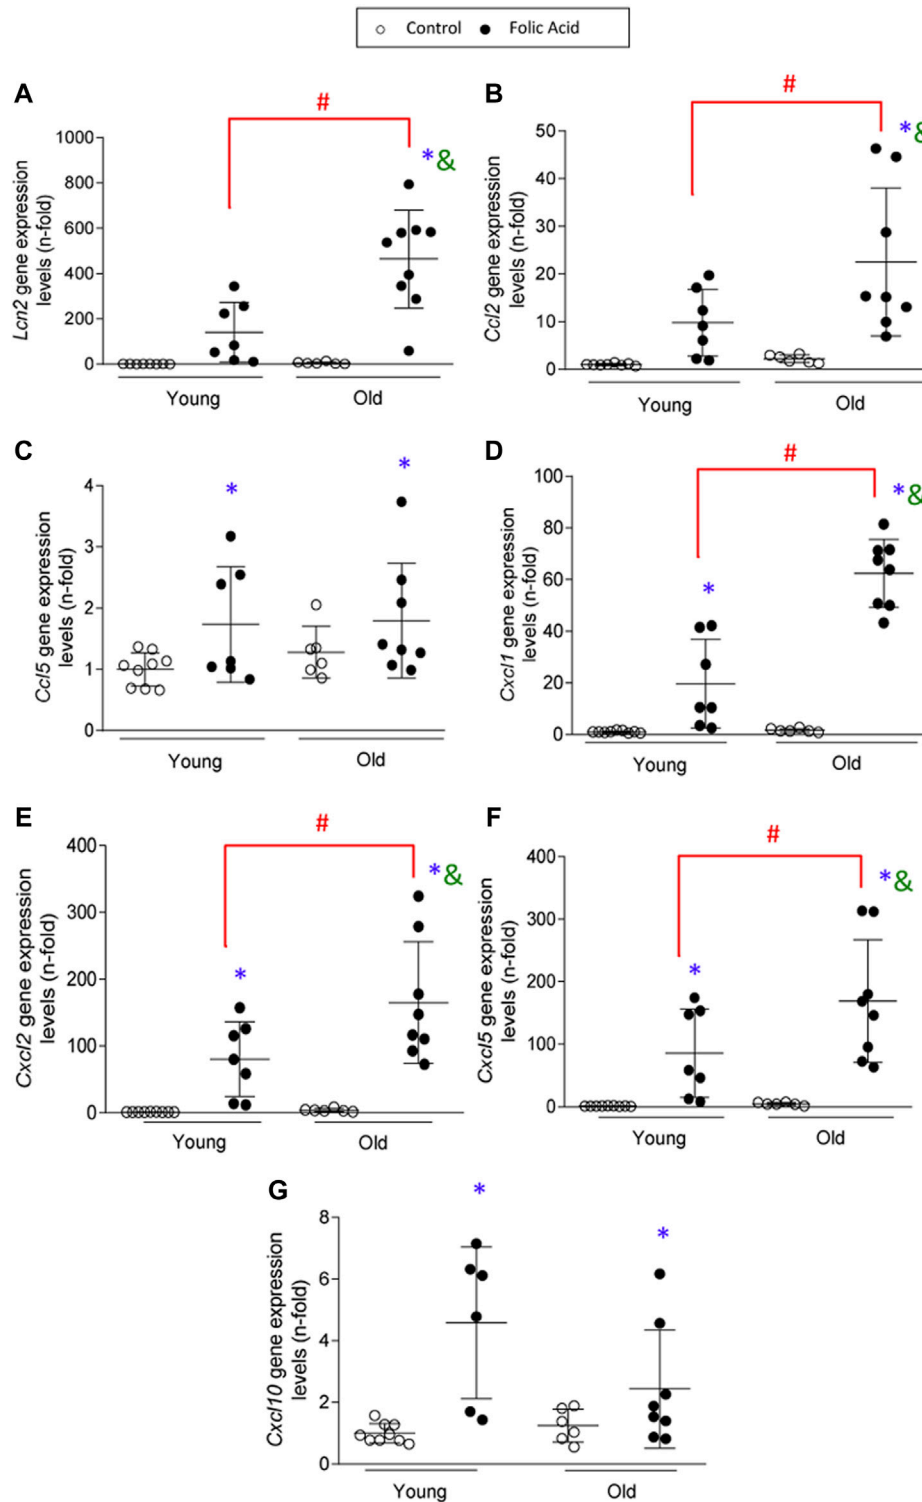 Control Folic Acid
A
#
* &
Lcn2 gene expression
levels (n-fold)
1000
800
600
400
200
0
Young Old
B
#
* &
Ccl2 gene expression
levels (n-fold)
50
40
30
20
10
0
Young Old
C
* *
Ccl5 gene expression
levels (n-fold)
4
3
2
1
0
Young Old
D
#
* &
*
Cxcl1 gene expression
levels (n-fold)
100
80
60
40
20
0
Young Old
E
#
* &
*
Cxcl2 gene expression
levels (n-fold)
400
300
200
100
0
Young Old
F
#
* &
*
Cxcl5 gene expression
levels (n-fold)
400
300
200
100
0
Young Old
G
*
*
Cxcl10 gene expression
levels (n-fold)
8
6
4
2
0
Young Old